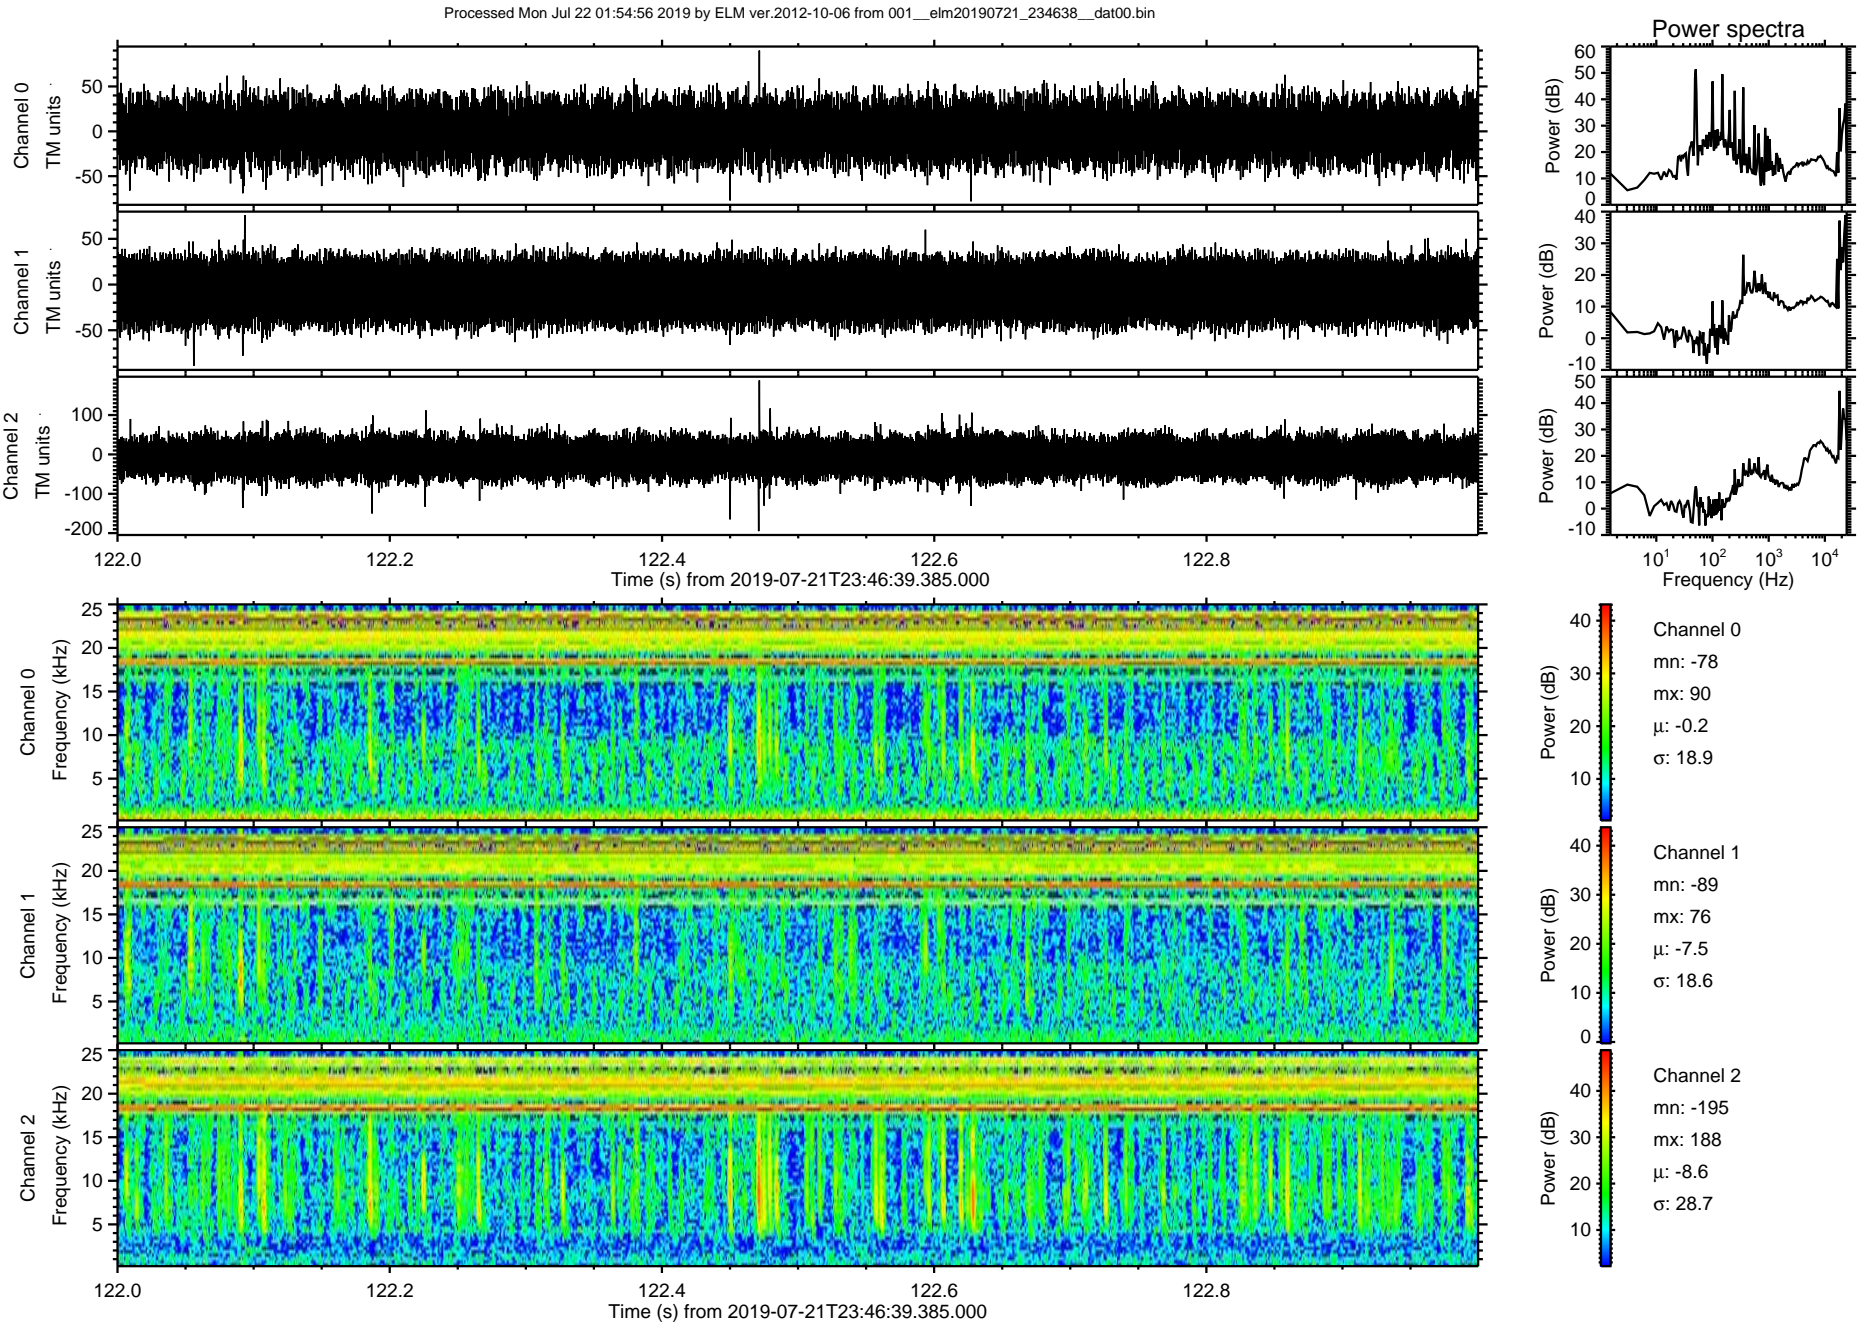 Processed Mon Jul 22 01:54:56 2019 by ELM ver.2012-10-06 from 001__elm20190721_234638__dat00.bin
Power spectra
Channel 0
TM units
50
0
-50
Power (dB)
60
50
40
30
20
10
0
Channel 1
TM units
50
0
-50
Power (dB)
40
30
20
10
0
-10
Channel 2
TM units
100
0
-100
-200
Power (dB)
50
40
30
20
10
0
-10
122.0 122.2 122.4 122.6 122.8
Time (s) from 2019-07-21T23:46:39.385.000
10¹ 10² 10³ 10⁴
Frequency (Hz)
Channel 0
Frequency (kHz)
25
20
15
10
5
Power (dB)
40
30
20
10
Channel 0
mn: -78
mx: 90
μ: -0.2
σ: 18.9
Channel 1
Frequency (kHz)
25
20
15
10
5
Power (dB)
40
30
20
10
0
Channel 1
mn: -89
mx: 76
μ: -7.5
σ: 18.6
Channel 2
Frequency (kHz)
25
20
15
10
5
Power (dB)
40
30
20
10
Channel 2
mn: -195
mx: 188
μ: -8.6
σ: 28.7
122.0 122.2 122.4 122.6 122.8
Time (s) from 2019-07-21T23:46:39.385.000